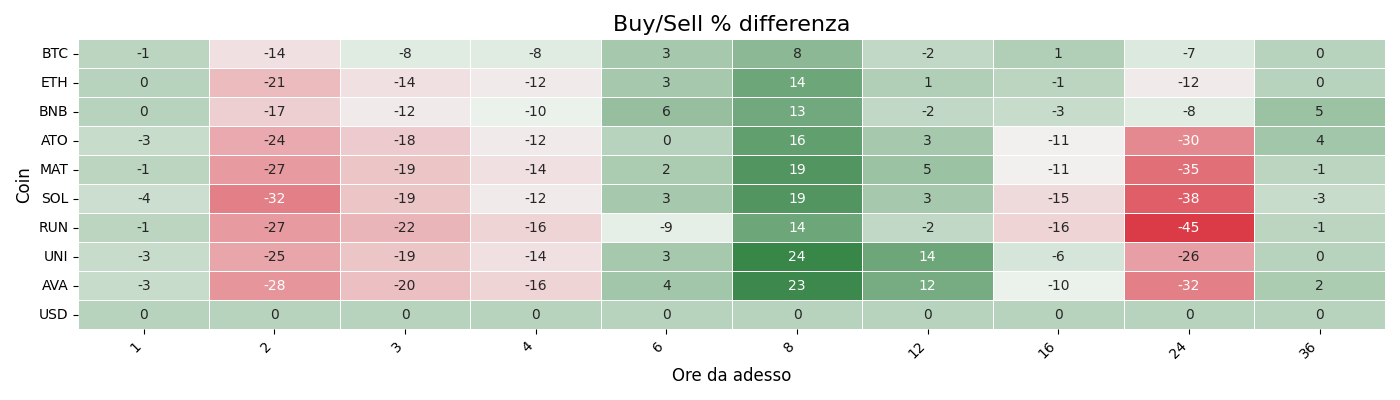 Buy/Sell % differenza
Coin
BTC -1 -14 -8 -8 3 8 -2 1 -7 0
ETH 0 -21 -14 -12 3 14 1 -1 -12 0
BNB 0 -17 -12 -10 6 13 -2 -3 -8 5
ATO -3 -24 -18 -12 0 16 3 -11 -30 4
MAT -1 -27 -19 -14 2 19 5 -11 -35 -1
SOL -4 -32 -19 -12 3 19 3 -15 -38 -3
RUN -1 -27 -22 -16 -9 14 -2 -16 -45 -1
UNI -3 -25 -19 -14 3 24 14 -6 -26 0
AVA -3 -28 -20 -16 4 23 12 -10 -32 2
USD 0 0 0 0 0 0 0 0 0 0
1 2 3 4 6 8 12 16 24 36
Ore da adesso